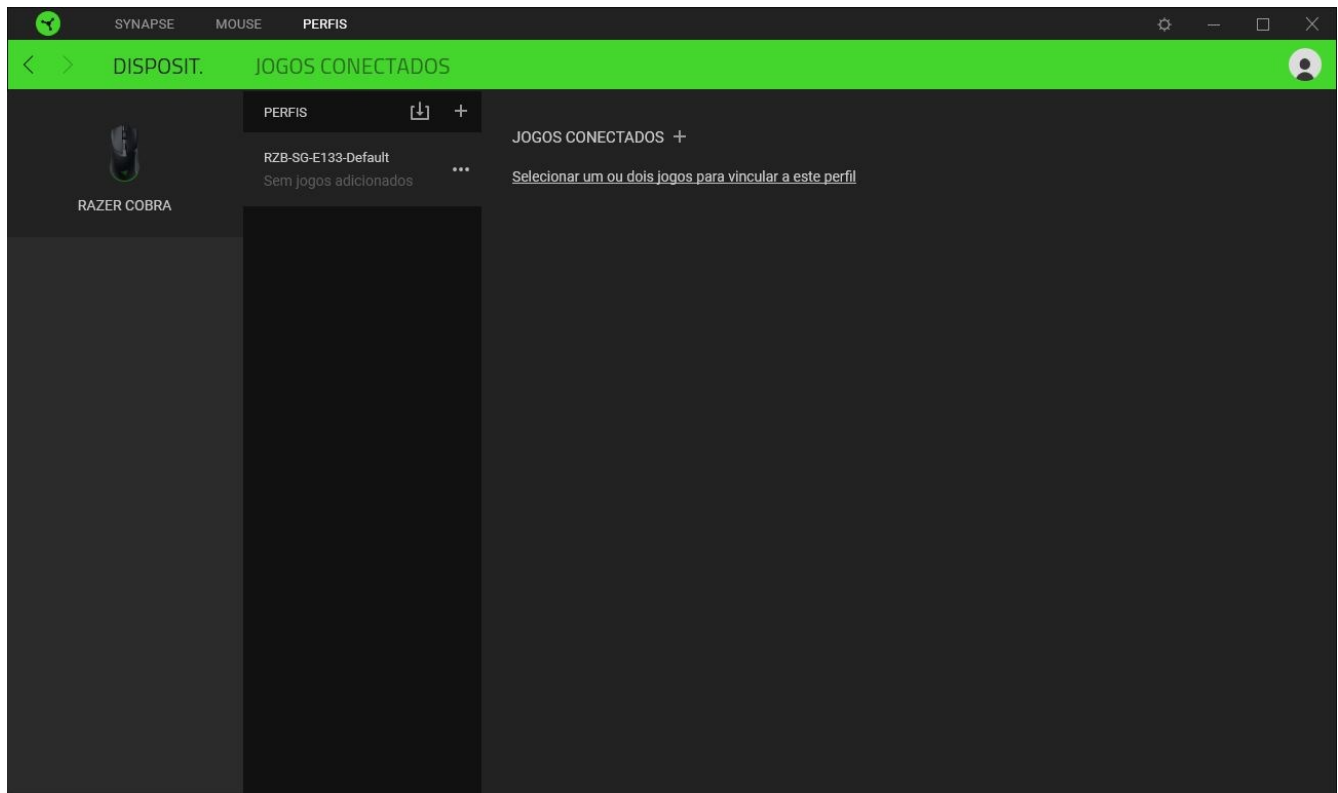 SYNAPSE MOUSE PERFIS
DISPOSIT. JOGOS CONECTADOS
PERFIS
RZB-SG-E133-Default
Sem jogos adicionados
RAZER COBRA
JOGOS CONECTADOS +
Selecionar um ou dois jogos para vincular a este perfil